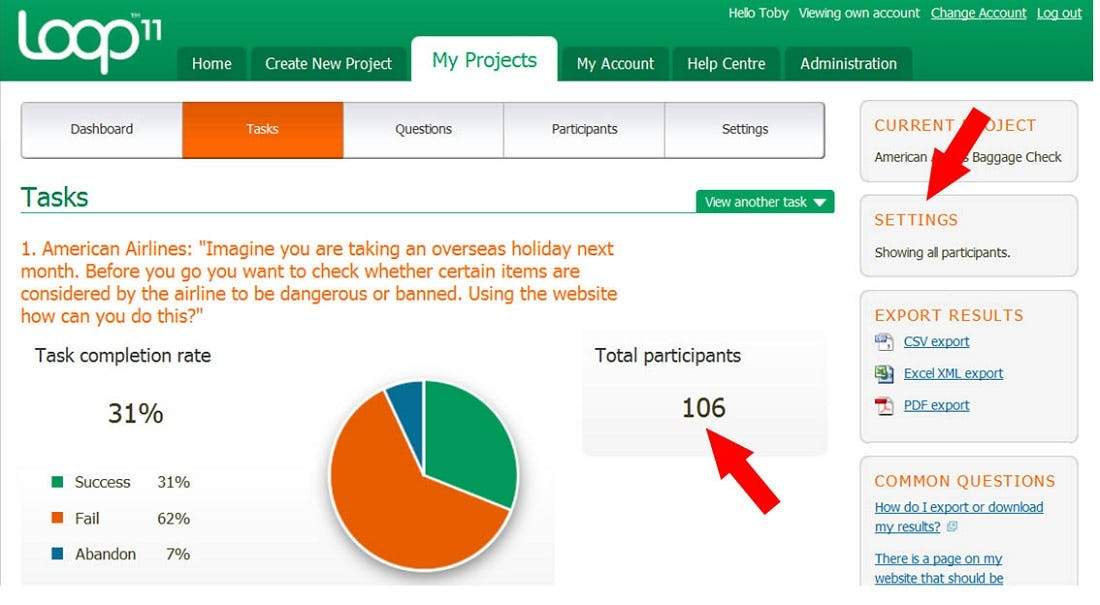 Loop™11
Hello Toby Viewing own account Change Account Log out
Home Create New Project My Projects My Account Help Centre Administration
Dashboard Tasks Questions Participants Settings
Tasks
View another task
1. American Airlines: "Imagine you are taking an overseas holiday next
month. Before you go you want to check whether certain items are
considered by the airline to be dangerous or banned. Using the website
how can you do this?"
Task completion rate
31%
Success 31%
Fail 62%
Abandon 7%
Total participants
106
CURRENT
American Baggage Check
SETTINGS
Showing all participants.
EXPORT RESULTS
CSV export
Excel XML export
PDF export
COMMON QUESTIONS
How do I export or download
my results?
There is a page on my
website that should be